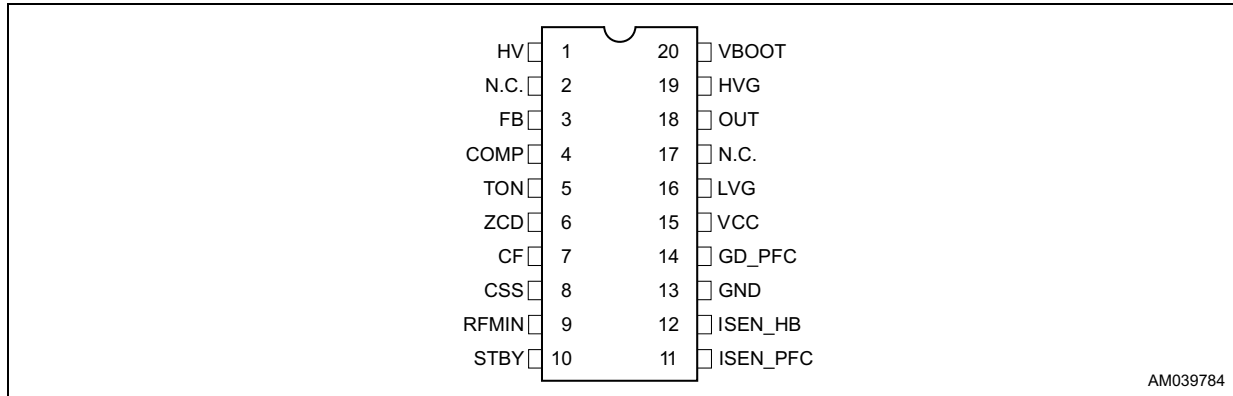 HV 1 20 VBOOT
N.C. 2 19 HVG
FB 3 18 OUT
COMP 4 17 N.C.
TON 5 16 LVG
ZCD 6 15 VCC
CF 7 14 GD_PFC
CSS 8 13 GND
RFMIN 9 12 ISEN_HB
STBY 10 11 ISEN_PFC
AM039784